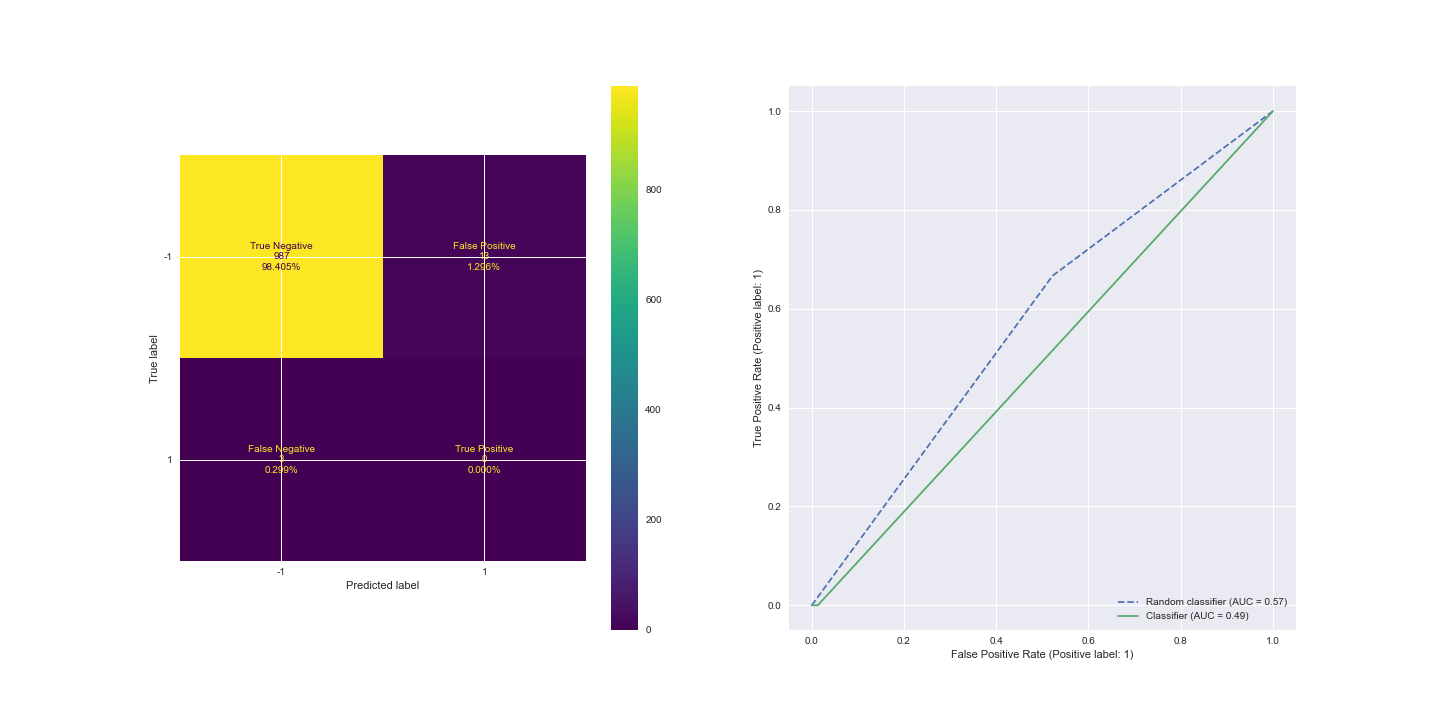 True Negative
987
98.405%
False Positive
13
1.296%
False Negative
3
0.299%
True Positive
0
0.000%
-1
1
True label
-1
1
Predicted label
800
600
400
200
0
1.0
0.8
0.6
0.4
0.2
0.0
True Positive Rate (Positive label: 1)
Random classifier (AUC = 0.57)
Classifier (AUC = 0.49)
0.0
0.2
0.4
0.6
0.8
1.0
False Positive Rate (Positive label: 1)